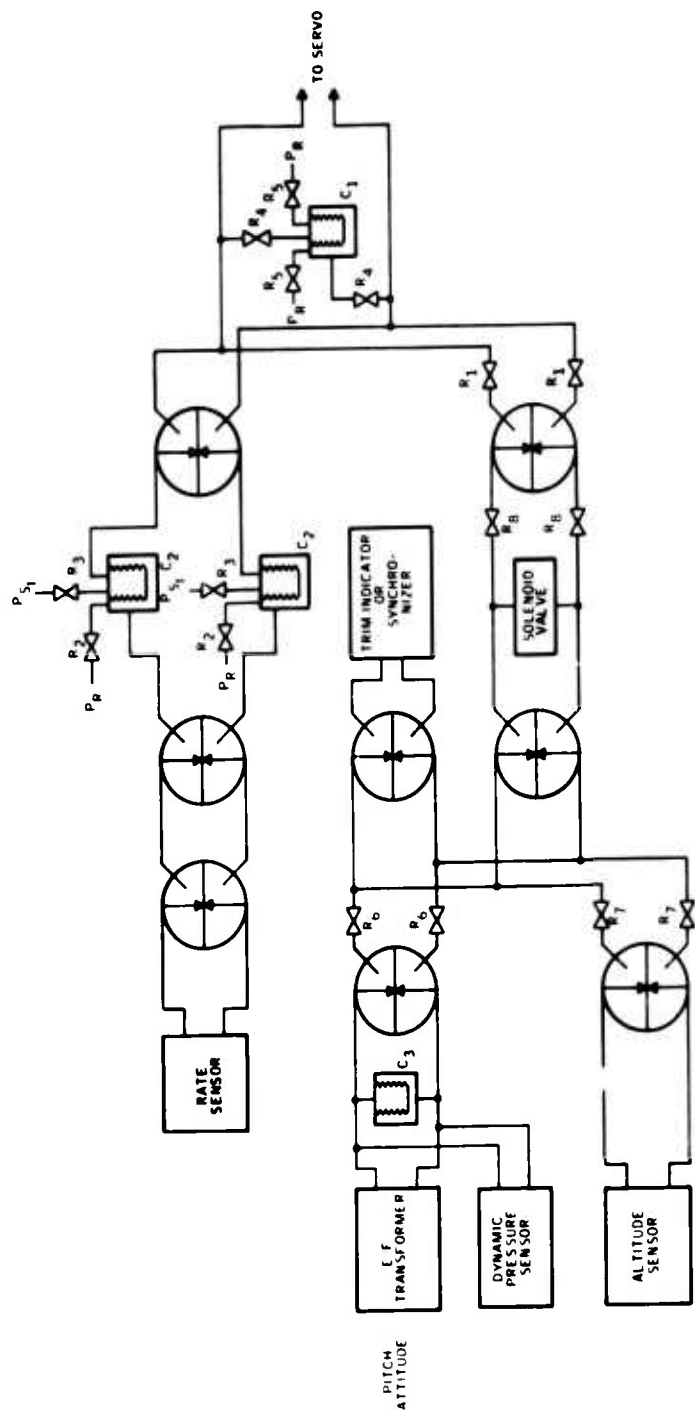 TO SERVO
P_R
R_5
R_4
C_1
R_5
P_R
R_4
R_1
R_1
P_S1
R_3
C_2
R_2
P_R
P_S1
R_3
C_2
R_2
P_R
TRIM INDICATOR
OR
SYNCHRO-
NIZER
R_8
R_8
SOLENOID
VALVE
RATE
SENSOR
R_6
R_6
R_7
R_7
C_3
E F
TRANSFORMER
PITCH
ATTITUDE
DYNAMIC
PRESSURE
SENSOR
ALTITUDE
SENSOR